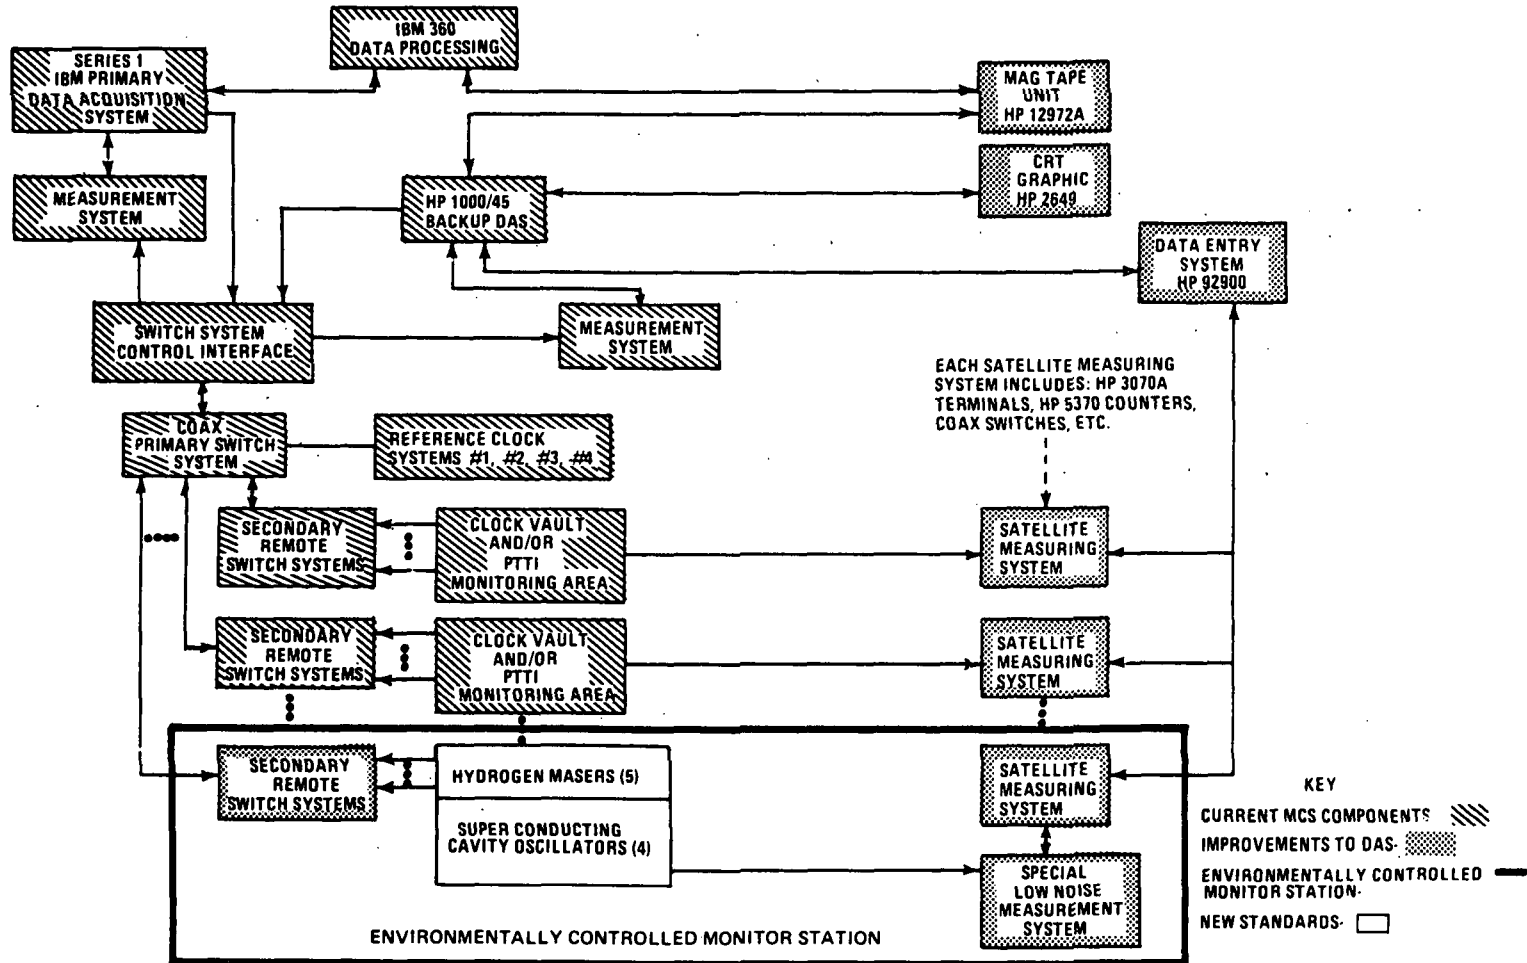 IBM 360
DATA PROCESSING
SERIES 1
IBM PRIMARY
DATA ACQUISITION
SYSTEM
MAG TAPE
UNIT
HP 12972A
CRT
GRAPHIC
HP 2649
MEASUREMENT
SYSTEM
HP 1000/45
BACKUP DAS
DATA ENTRY
SYSTEM
HP 92900
SWITCH SYSTEM
CONTROL INTERFACE
MEASUREMENT
SYSTEM
EACH SATELLITE MEASURING
SYSTEM INCLUDES: HP 3070A
TERMINALS, HP 5370 COUNTERS,
COAX SWITCHES, ETC.
COAX
PRIMARY SWITCH
SYSTEM
REFERENCE CLOCK
SYSTEMS #1, #2, #3, #4
SECONDARY
REMOTE
SWITCH SYSTEMS
CLOCK VAULT
AND/OR
PTTI
MONITORING AREA
SATELLITE
MEASURING
SYSTEM
SECONDARY
REMOTE
SWITCH SYSTEMS
CLOCK VAULT
AND/OR
PTTI
MONITORING AREA
SATELLITE
MEASURING
SYSTEM
SECONDARY
REMOTE
SWITCH SYSTEMS
HYDROGEN MASERS (5)
SUPER CONDUCTING
CAVITY OSCILLATORS (4)
SATELLITE
MEASURING
SYSTEM
SPECIAL
LOW NOISE
MEASUREMENT
SYSTEM
ENVIRONMENTALLY CONTROLLED MONITOR STATION
KEY
CURRENT MCS COMPONENTS
IMPROVEMENTS TO DAS-
ENVIRONMENTALLY CONTROLLED
MONITOR STATION-
NEW STANDARDS-